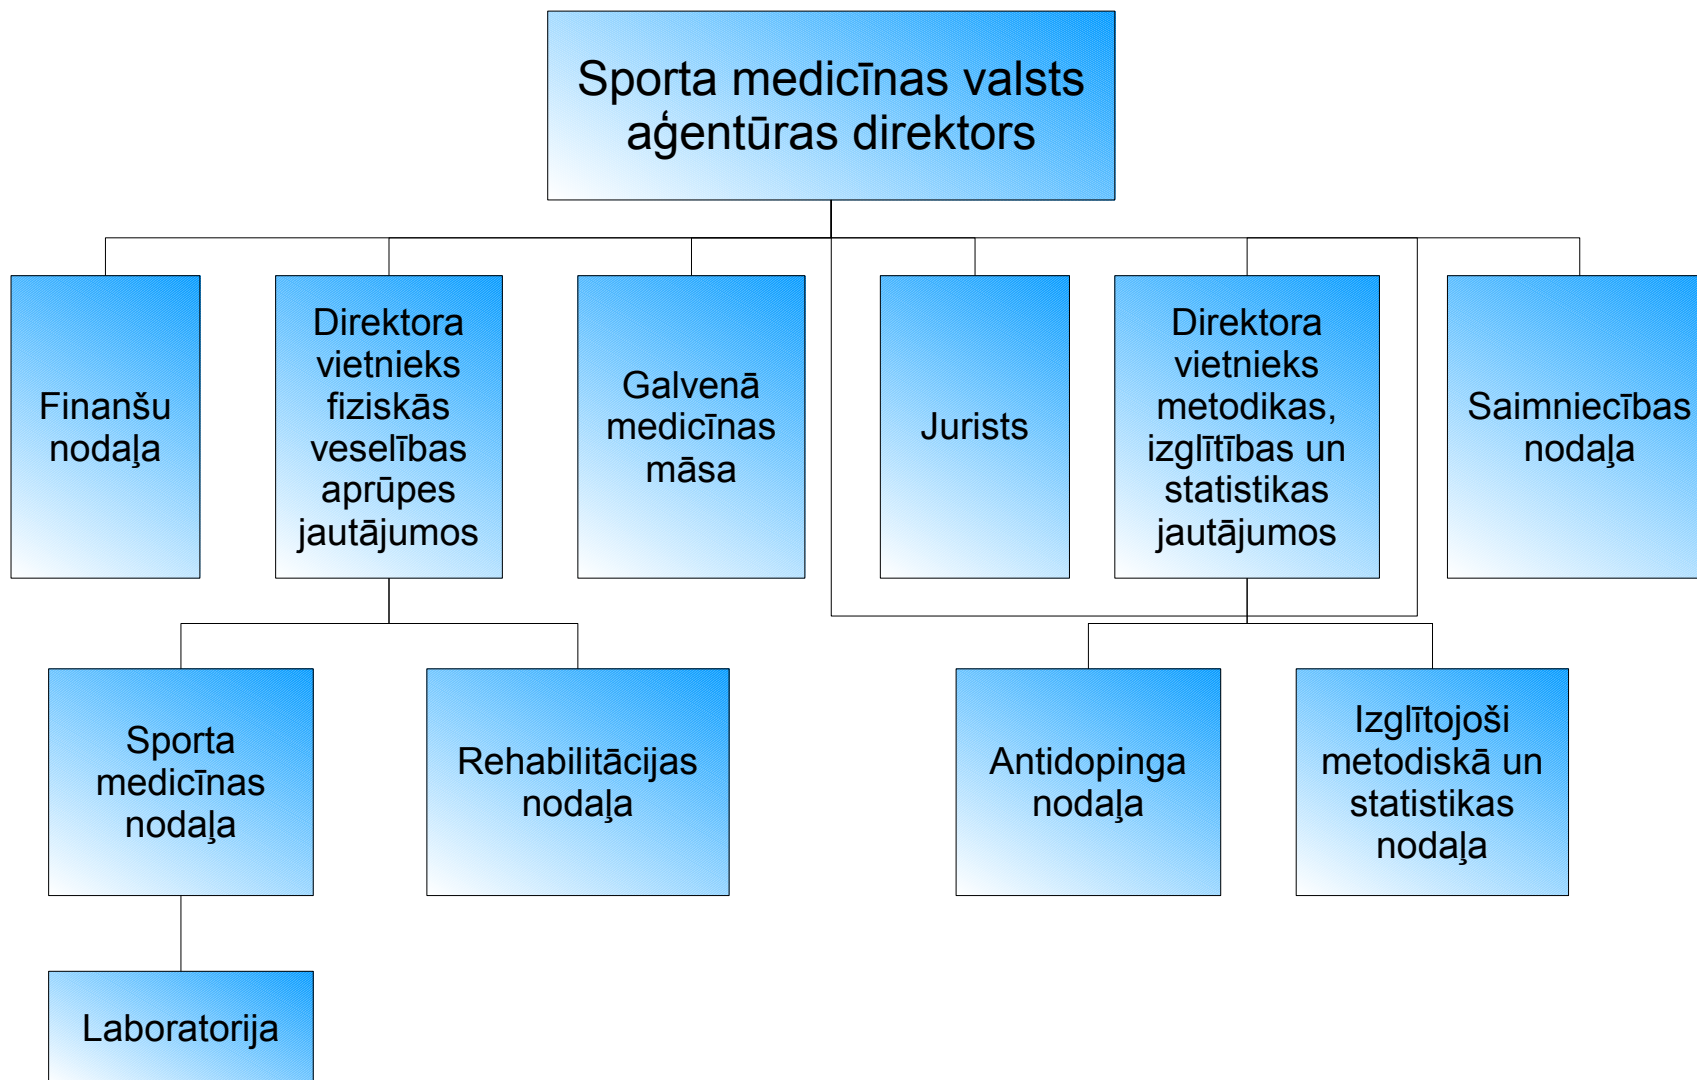 Sporta medicīnas valsts
aģentūras direktors
Finanšu
nodaļa
Direktora
vietnieks
fiziskās
veselības
aprūpes
jautājumos
Galvenā
medicīnas
māsa
Jurists
Direktora
vietnieks
metodikas,
izglītības un
statistikas
jautājumos
Saimniecības
nodaļa
Sporta
medicīnas
nodaļa
Rehabilitācijas
nodaļa
Antidopinga
nodaļa
Izglītojoši
metodiskā un
statistikas
nodaļa
Laboratorija